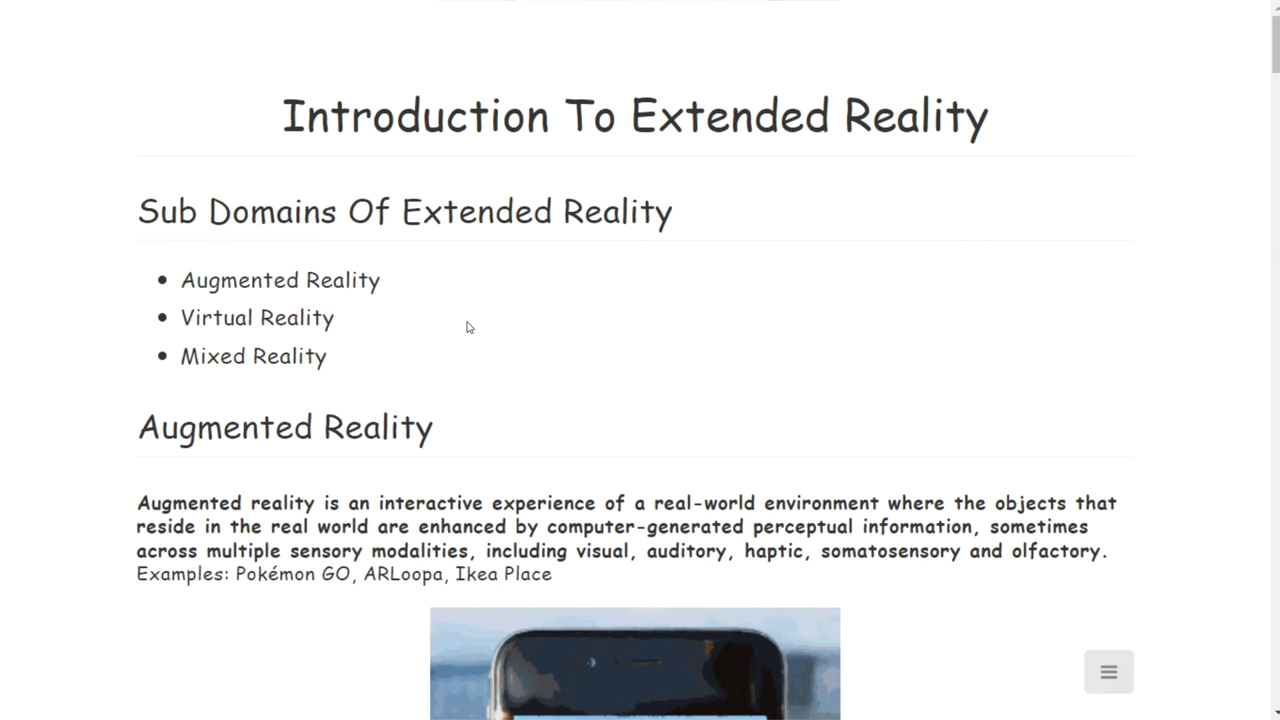 Introduction To Extended Reality
Sub Domains Of Extended Reality
Augmented Reality
Virtual Reality
Mixed Reality
Augmented Reality
Augmented reality is an interactive experience of a real-world environment where the objects that
reside in the real world are enhanced by computer-generated perceptual information, sometimes
across multiple sensory modalities, including visual, auditory, haptic, somatosensory and olfactory.
Examples: Pokémon GO, ARLoopa, Ikea Place